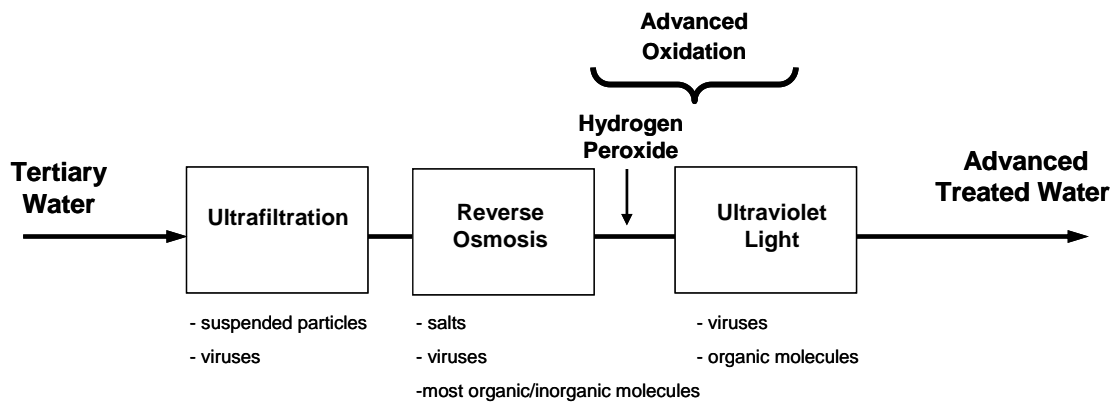 Advanced
Oxidation
Hydrogen
Peroxide
Tertiary
Water
Ultrafiltration
Reverse
Osmosis
Ultraviolet
Light
Advanced
Treated Water
- suspended particles
- viruses
- salts
- viruses
-most organic/inorganic molecules
- viruses
- organic molecules